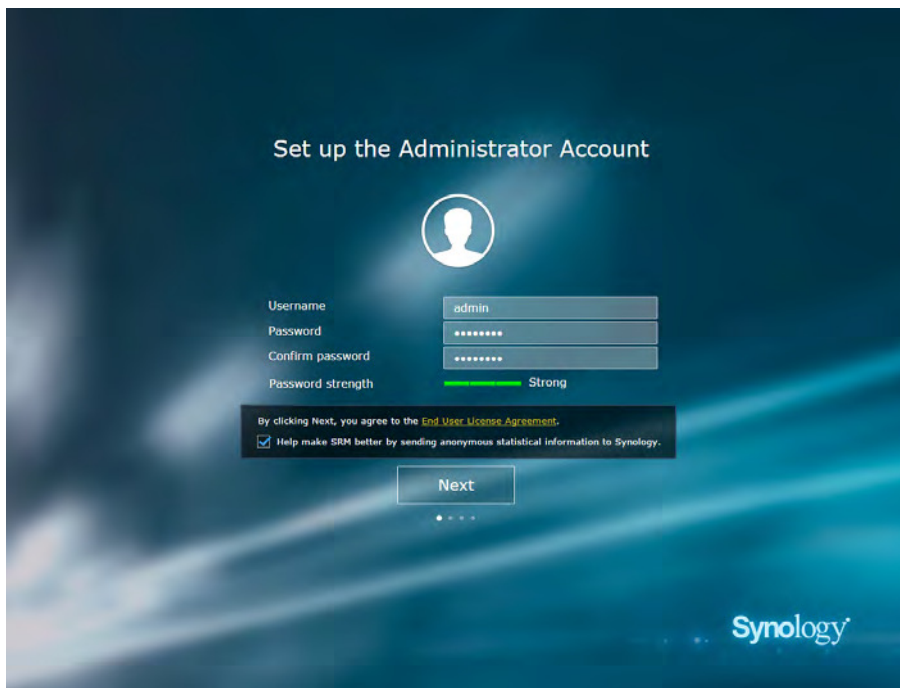 Set up the Administrator Account
Username admin
Password ••••••••
Confirm password ••••••••
Password strength Strong
By clicking Next, you agree to the End User License Agreement.
Help make SRM better by sending anonymous statistical information to Synology.
Next
Synology